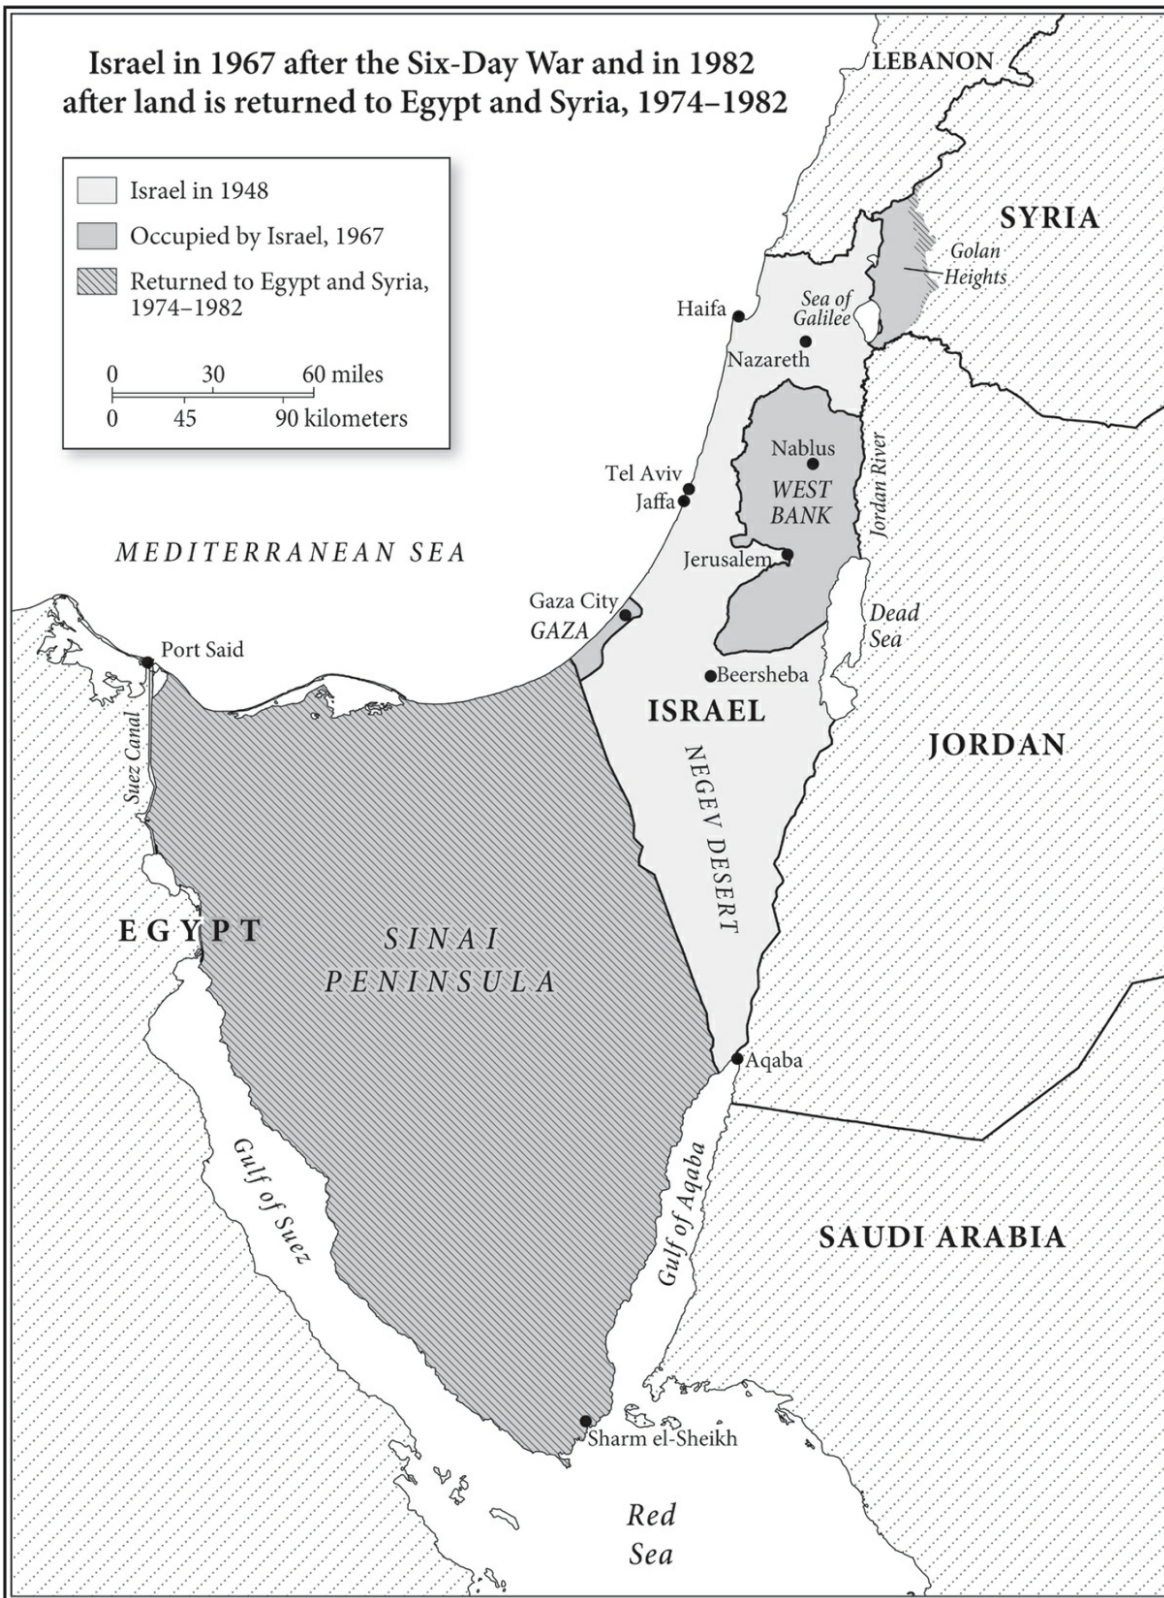 Israel in 1967 after the Six-Day War and in 1982
after land is returned to Egypt and Syria, 1974–1982
Israel in 1948
Occupied by Israel, 1967
Returned to Egypt and Syria,
1974–1982
0 30 60 miles
0 45 90 kilometers
LEBANON
SYRIA
Golan
Heights
Haifa
Sea of
Galilee
Nazareth
Nablus
WEST
BANK
Jordan River
Tel Aviv
Jaffa
MEDITERRANEAN SEA
Jerusalem
Gaza City
GAZA
Dead
Sea
Port Said
Beersheba
ISRAEL
JORDAN
Suez Canal
NEGEV DESERT
EGYPT
SINAI
PENINSULA
Aqaba
Gulf of Suez
Gulf of Aqaba
SAUDI ARABIA
Sharm el-Sheikh
Red
Sea